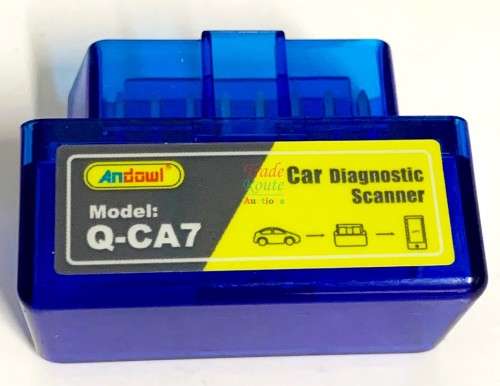 Andowl®
Model:
Q-CA7
Car Diagnostic
Scanner
Trade
Route